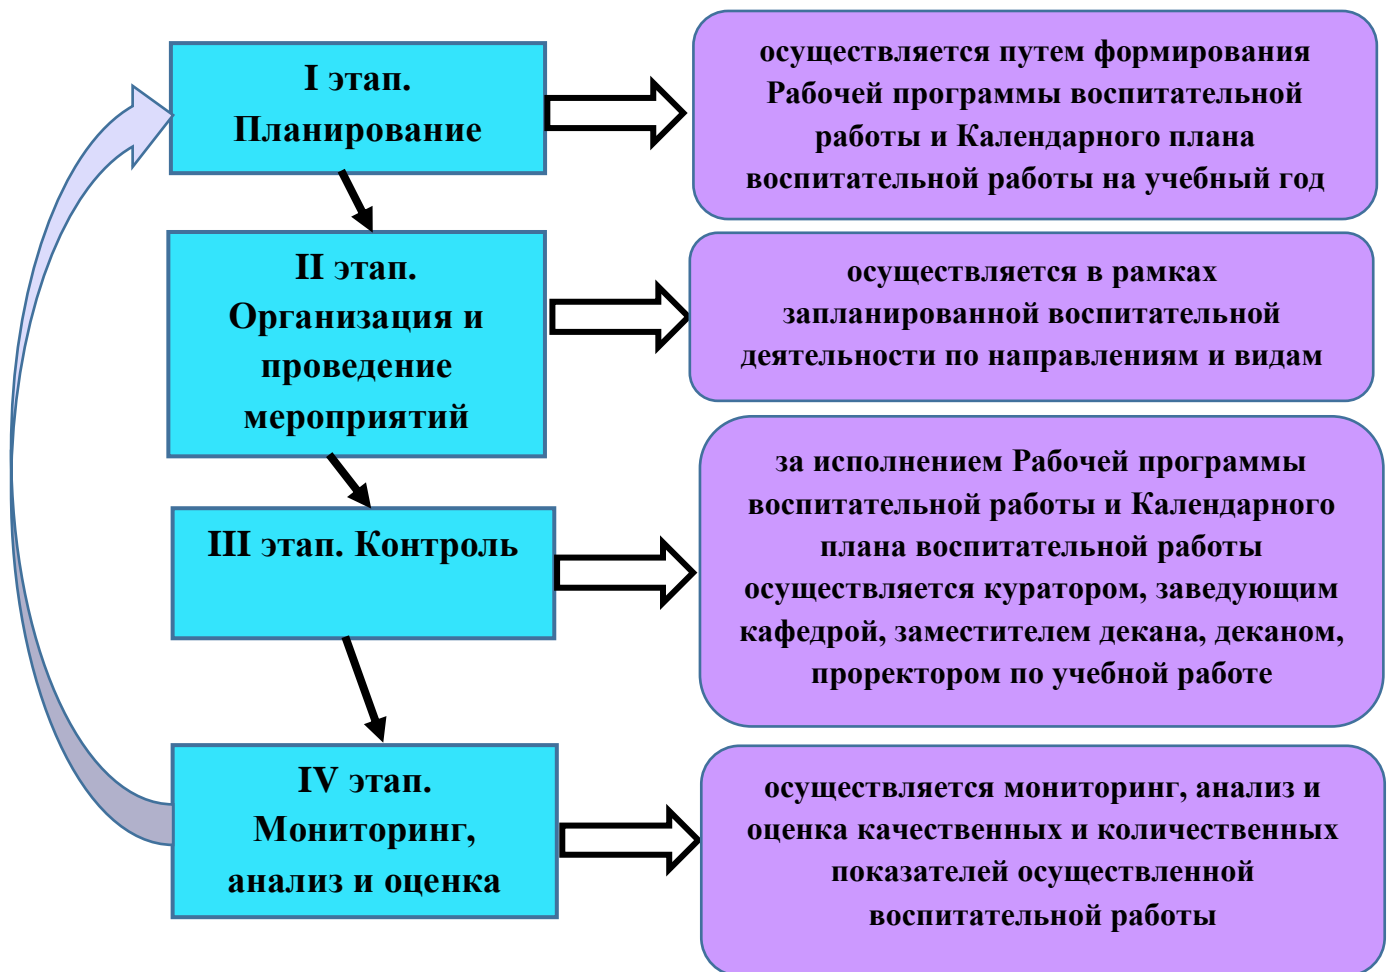 I этап.
Планирование
осуществляется путем формирования
Рабочей программы воспитательной
работы и Календарного плана
воспитательной работы на учебный год
II этап.
Организация и
проведение
мероприятий
осуществляется в рамках
запланированной воспитательной
деятельности по направлениям и видам
III этап. Контроль
за исполнением Рабочей программы
воспитательной работы и Календарного
плана воспитательной работы
осуществляется куратором, заведующим
кафедрой, заместителем декана, деканом,
проректором по учебной работе
IV этап.
Мониторинг,
анализ и оценка
осуществляется мониторинг, анализ и
оценка качественных и количественных
показателей осуществленной
воспитательной работы